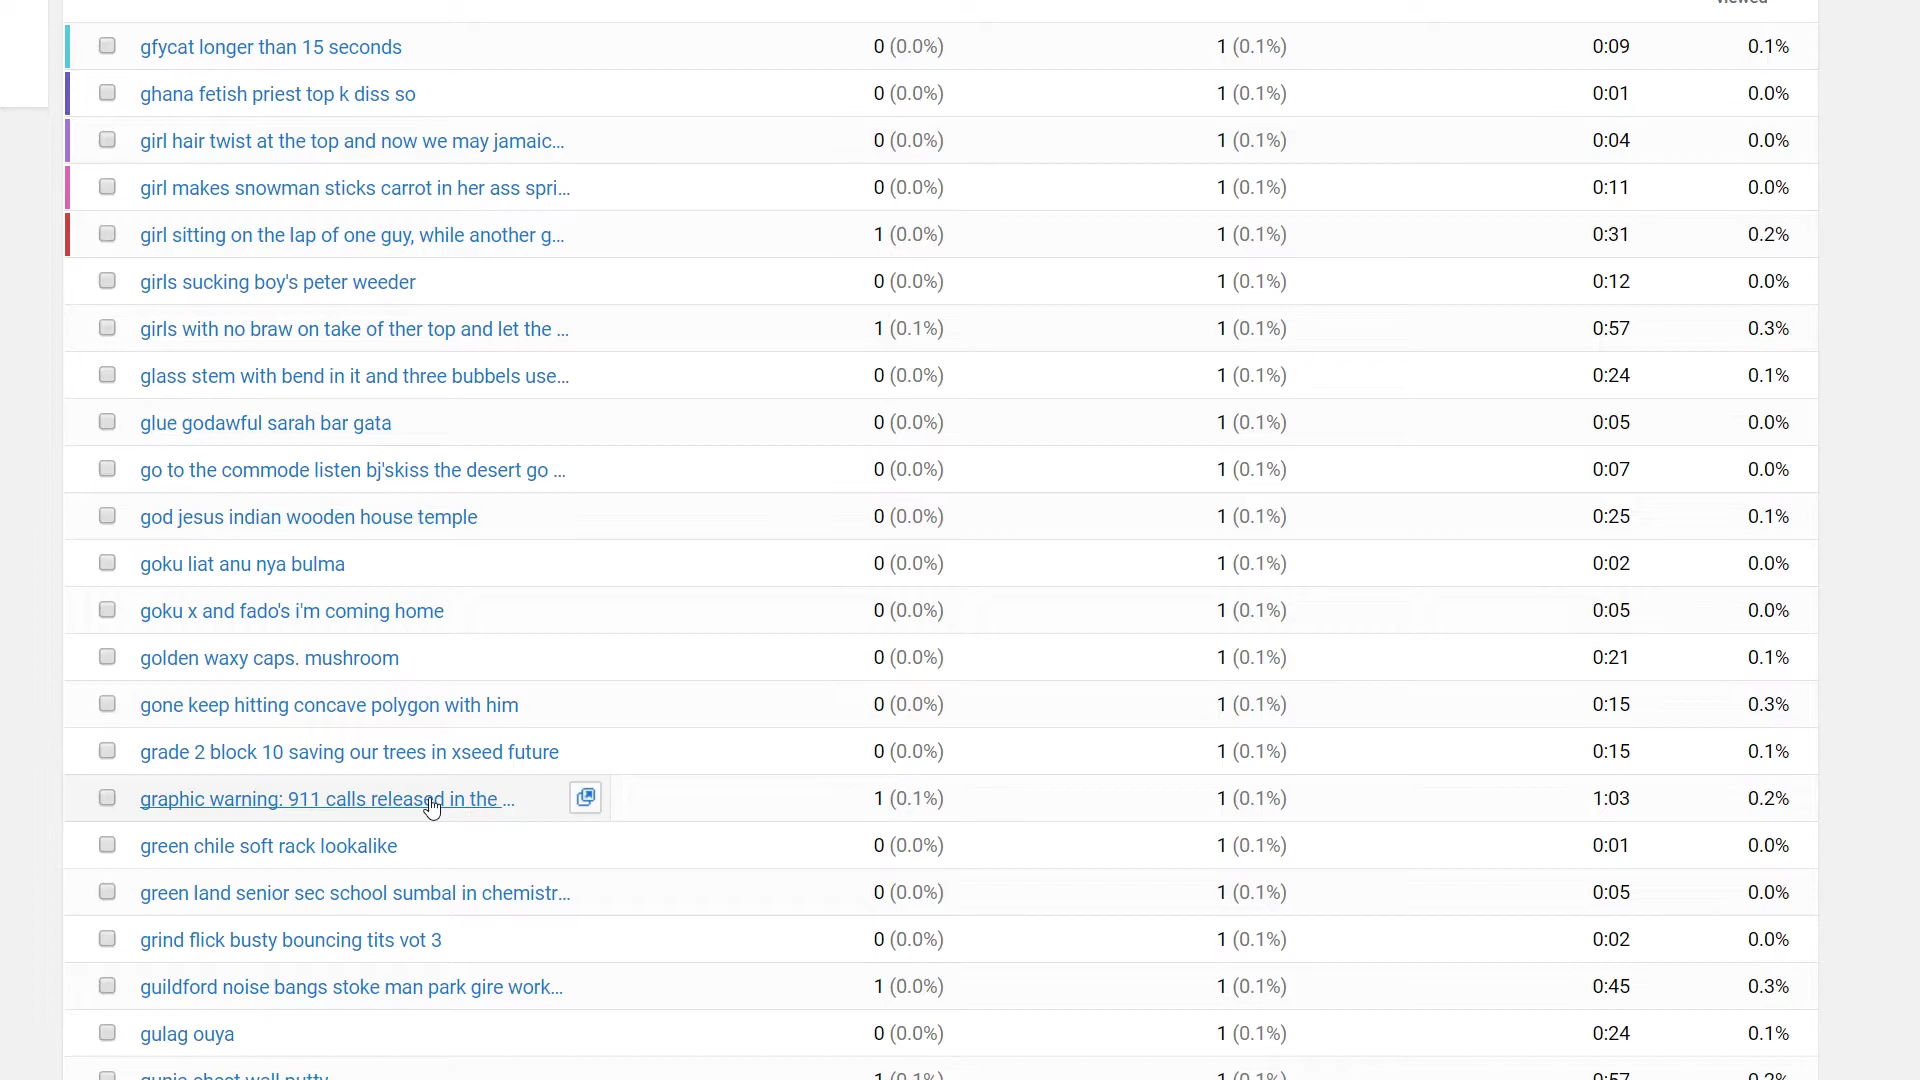 gfycat longer than 15 seconds 0 (0.0%) 1 (0.1%) 0:09 0.1%
ghana fetish priest top k diss so 0 (0.0%) 1 (0.1%) 0:01 0.0%
girl hair twist at the top and now we may jamaic... 0 (0.0%) 1 (0.1%) 0:04 0.0%
girl makes snowman sticks carrot in her ass spri... 0 (0.0%) 1 (0.1%) 0:11 0.0%
girl sitting on the lap of one guy, while another g... 1 (0.0%) 1 (0.1%) 0:31 0.2%
girls sucking boy's peter weeder 0 (0.0%) 1 (0.1%) 0:12 0.0%
girls with no braw on take of ther top and let the ... 1 (0.1%) 1 (0.1%) 0:57 0.3%
glass stem with bend in it and three bubbels use... 0 (0.0%) 1 (0.1%) 0:24 0.1%
glue godawful sarah bar gata 0 (0.0%) 1 (0.1%) 0:05 0.0%
go to the commode listen bj'skiss the desert go ... 0 (0.0%) 1 (0.1%) 0:07 0.0%
god jesus indian wooden house temple 0 (0.0%) 1 (0.1%) 0:25 0.1%
goku liat anu nya bulma 0 (0.0%) 1 (0.1%) 0:02 0.0%
goku x and fado's i'm coming home 0 (0.0%) 1 (0.1%) 0:05 0.0%
golden waxy caps. mushroom 0 (0.0%) 1 (0.1%) 0:21 0.1%
gone keep hitting concave polygon with him 0 (0.0%) 1 (0.1%) 0:15 0.3%
grade 2 block 10 saving our trees in xseed future 0 (0.0%) 1 (0.1%) 0:15 0.1%
graphic warning: 911 calls released in the ... 1 (0.1%) 1 (0.1%) 1:03 0.2%
green chile soft rack lookalike 0 (0.0%) 1 (0.1%) 0:01 0.0%
green land senior sec school sumbal in chemistr... 0 (0.0%) 1 (0.1%) 0:05 0.0%
grind flick busty bouncing tits vot 3 0 (0.0%) 1 (0.1%) 0:02 0.0%
guildford noise bangs stoke man park gire work... 1 (0.0%) 1 (0.1%) 0:45 0.3%
gulag ouya 0 (0.0%) 1 (0.1%) 0:24 0.1%